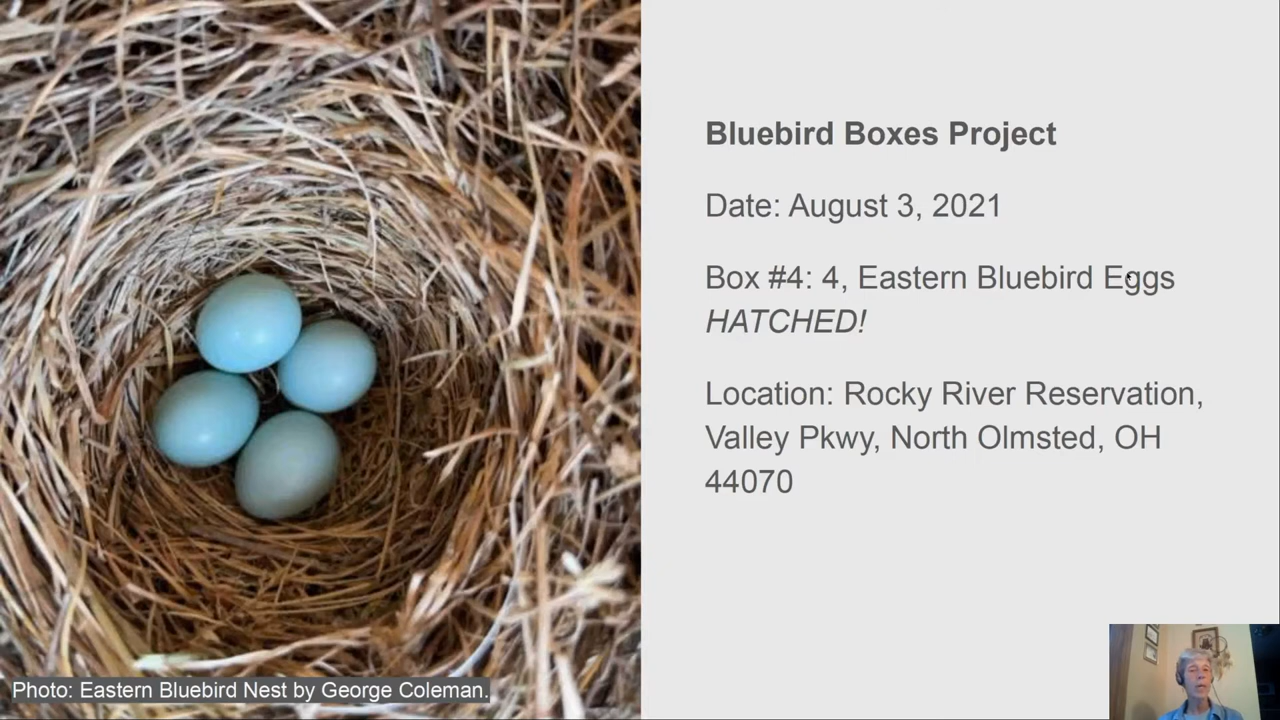 Bluebird Boxes Project
Date: August 3, 2021
Box #4: 4, Eastern Bluebird Eggs
HATCHED!
Location: Rocky River Reservation,
Valley Pkwy, North Olmsted, OH
44070
Photo: Eastern Bluebird Nest by George Coleman.